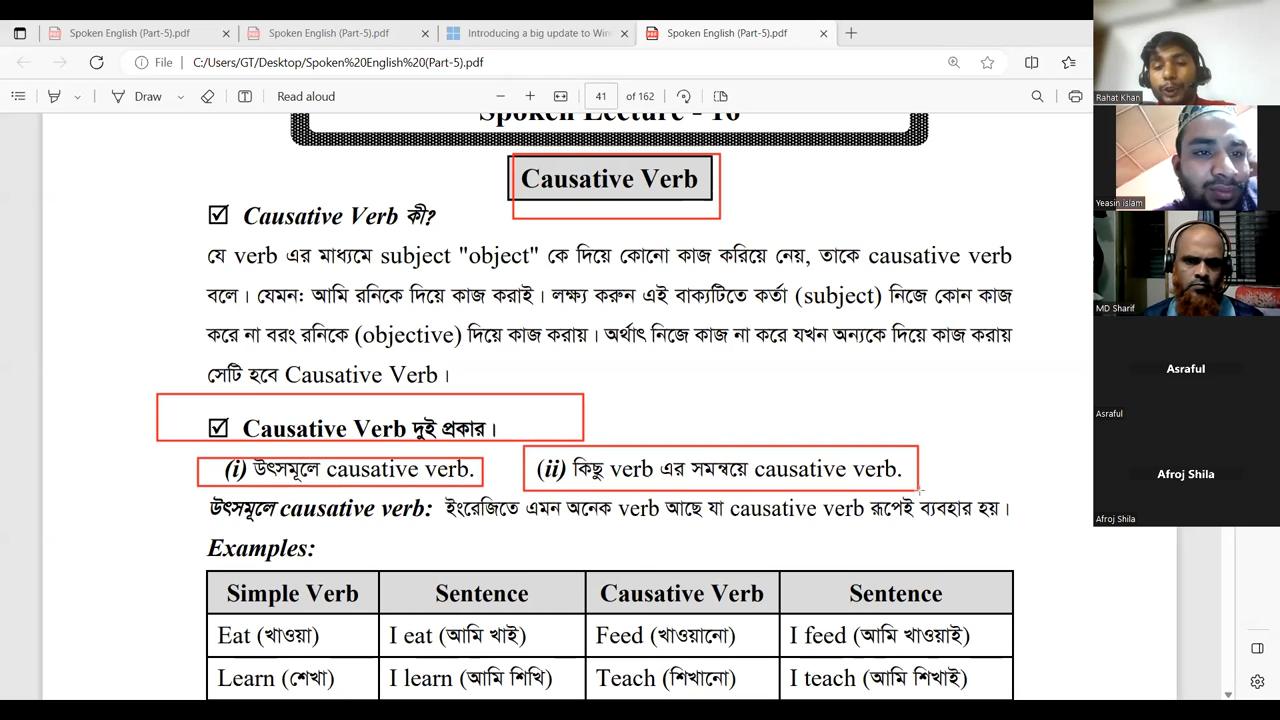 Spoken English (Part-5).pdf
Spoken English (Part-5).pdf
Introducing a big update to Win
Spoken English (Part-5).pdf
File C:/Users/GT/Desktop/Spoken%20English%20(Part-5).pdf
Draw Read aloud 41 of 162
Spoken Lecture - 16
Causative Verb
Causative Verb কী?
যে verb এর মাধ্যমে subject "object" কে দিয়ে কোনো কাজ করিয়ে নেয়, তাকে causative verb
বলে। যেমন: আমি রনিকে দিয়ে কাজ করাই। লক্ষ্য করুন এই বাক্যটিতে কর্তা (subject) নিজে কোন কাজ
করে না বরং রনিকে (objective) দিয়ে কাজ করায়। অর্থাৎ নিজে কাজ না করে যখন অন্যকে দিয়ে কাজ করায়
সেটি হবে Causative Verb।
Causative Verb দুই প্রকার।
(i) উৎসমূলে causative verb. (ii) কিছু verb এর সমন্বয়ে causative verb.
উৎসমূলে causative verb: ইংরেজিতে এমন অনেক verb আছে যা causative verb রূপেই ব্যবহার হয়।
Examples:
Simple Verb Sentence Causative Verb Sentence
Eat (খাওয়া) I eat (আমি খাই) Feed (খাওয়ানো) I feed (আমি খাওয়াই)
Learn (শেখা) I learn (আমি শিখি) Teach (শিখানো) I teach (আমি শিখাই)
Rahat Khan
Yeasin islam
MD Sharif
Asraful
Asraful
Afroj Shila
Afroj Shila